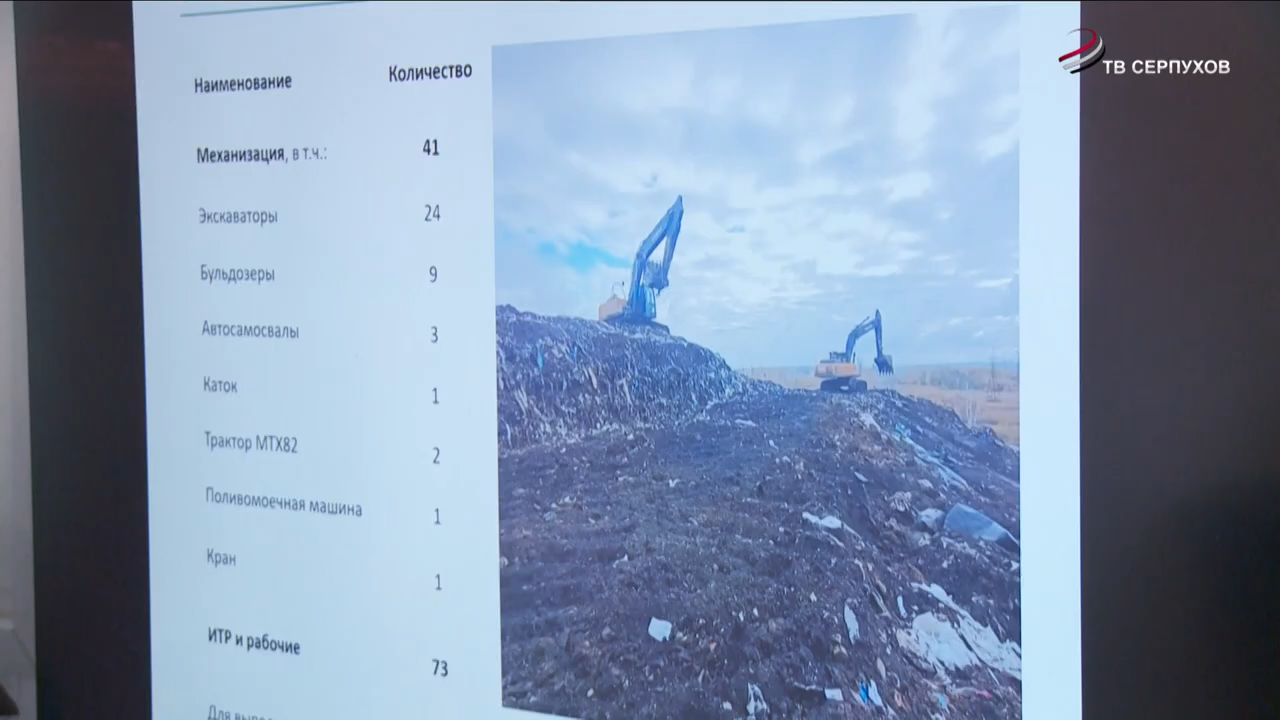 ТВ СЕРПУХОВ
Наименование Количество
Механизация, в т.ч.: 41
Экскаваторы 24
Бульдозеры 9
Автосамосвалы 3
Каток 1
Трактор МТХ82 2
Поливомоечная машина 1
Кран 1
ИТР и рабочие 73
Для